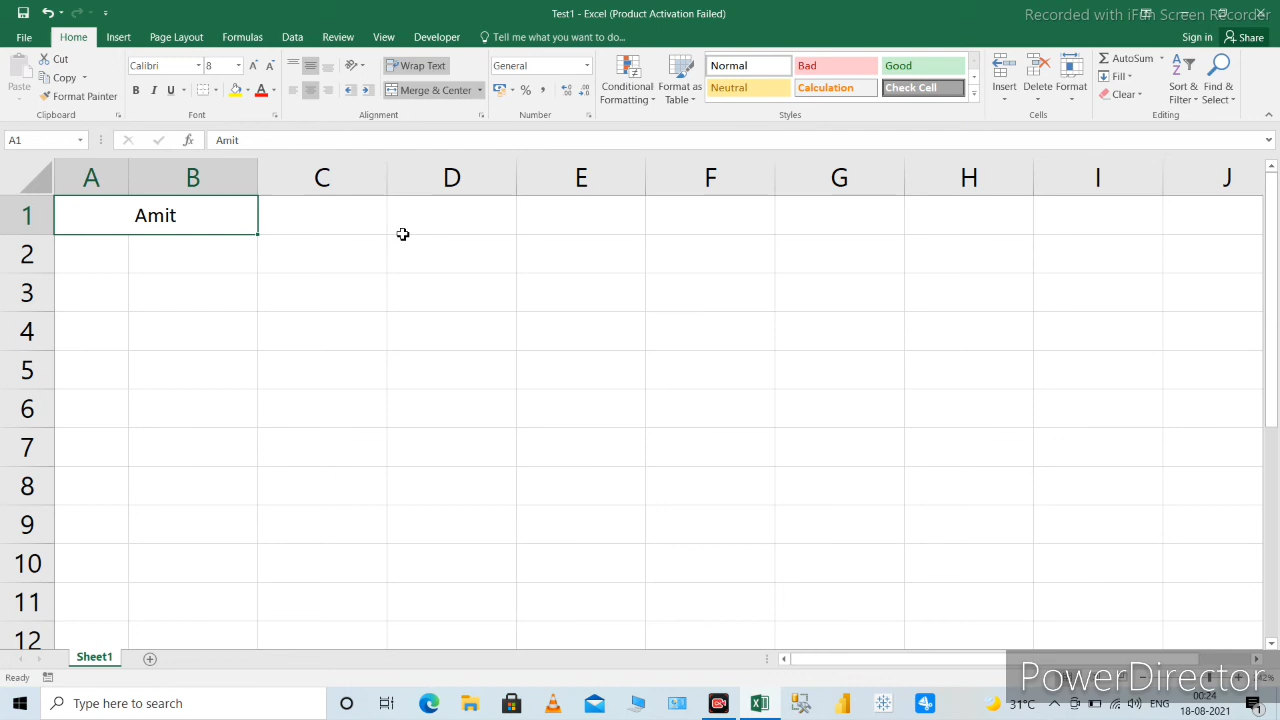 Test1 - Excel (Product Activation Failed)
Recorded with iFun Screen Recorder
File Home Insert Page Layout Formulas Data Review View Developer Tell me what you want to do... Sign in Share
Cut
Copy
Format Painter
Paste
Clipboard
Calibri 8
B I U
Font
Wrap Text
Merge & Center
Alignment
General
%
Number
Conditional Formatting
Format as Table
Normal Bad Good
Neutral Calculation Check Cell
Styles
Insert Delete Format
Cells
AutoSum
Fill
Clear
Sort & Filter
Find & Select
Editing
A1 fx Amit
A B C D E F G H I J
1 Amit
2
3
4
5
6
7
8
9
10
11
12
Sheet1
Ready
PowerDirector
Type here to search
31°C
ENG
00:24
18-08-2021